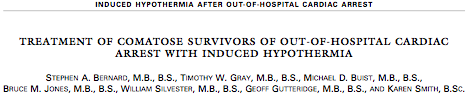 INDUCED HYPOTHERMIA AFTER OUT-OF-HOSPITAL CARDIAC ARREST
TREATMENT OF COMATOSE SURVIVORS OF OUT-OF-HOSPITAL CARDIAC
ARREST WITH INDUCED HYPOTHERMIA
STEPHEN A. BERNARD, M.B., B.S., TIMOTHY W. GRAY, M.B., B.S., MICHAEL D. BUIST, M.B., B.S.,
BRUCE M. JONES, M.B., B.S., WILLIAM SILVESTER, M.B., B.S., GEOFF GUTTERIDGE, M.B., B.S., AND KAREN SMITH, B.SC.